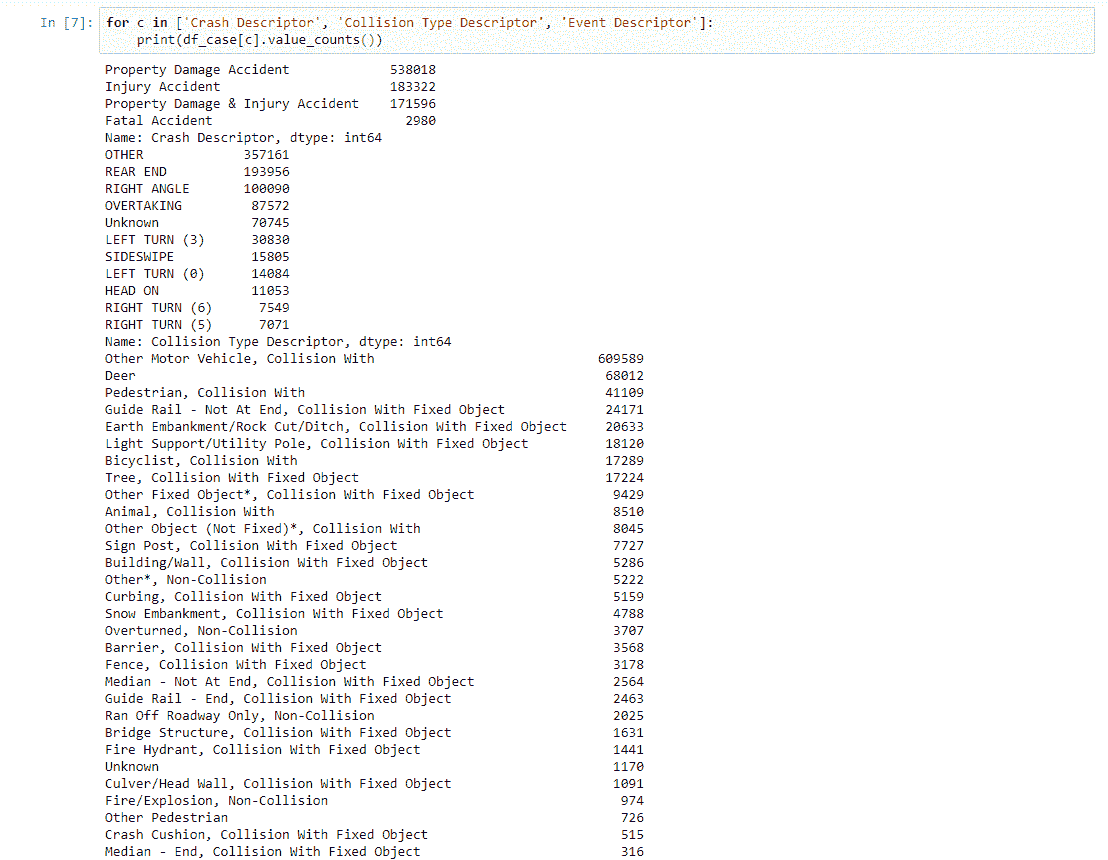 In [7]: for c in ['Crash Descriptor', 'Collision Type Descriptor', 'Event Descriptor']:
print(df_case[c].value_counts())
Property Damage Accident 538018
Injury Accident 183322
Property Damage & Injury Accident 171596
Fatal Accident 2980
Name: Crash Descriptor, dtype: int64
OTHER 357161
REAR END 193956
RIGHT ANGLE 100090
OVERTAKING 87572
Unknown 70745
LEFT TURN (3) 30830
SIDESWIPE 15805
LEFT TURN (0) 14084
HEAD ON 11053
RIGHT TURN (6) 7549
RIGHT TURN (5) 7071
Name: Collision Type Descriptor, dtype: int64
Other Motor Vehicle, Collision With 609589
Deer 68012
Pedestrian, Collision With 41109
Guide Rail - Not At End, Collision With Fixed Object 24171
Earth Embankment/Rock Cut/Ditch, Collision With Fixed Object 20633
Light Support/Utility Pole, Collision With Fixed Object 18120
Bicyclist, Collision With 17289
Tree, Collision With Fixed Object 17224
Other Fixed Object*, Collision With Fixed Object 9429
Animal, Collision With 8510
Other Object (Not Fixed)*, Collision With 8045
Sign Post, Collision With Fixed Object 7727
Building/Wall, Collision With Fixed Object 5286
Other*, Non-Collision 5222
Curbing, Collision With Fixed Object 5159
Snow Embankment, Collision With Fixed Object 4788
Overturned, Non-Collision 3707
Barrier, Collision With Fixed Object 3568
Fence, Collision With Fixed Object 3178
Median - Not At End, Collision With Fixed Object 2564
Guide Rail - End, Collision With Fixed Object 2463
Ran Off Roadway Only, Non-Collision 2025
Bridge Structure, Collision With Fixed Object 1631
Fire Hydrant, Collision With Fixed Object 1441
Unknown 1170
Culver/Head Wall, Collision With Fixed Object 1091
Fire/Explosion, Non-Collision 974
Other Pedestrian 726
Crash Cushion, Collision With Fixed Object 515
Median - End, Collision With Fixed Object 316